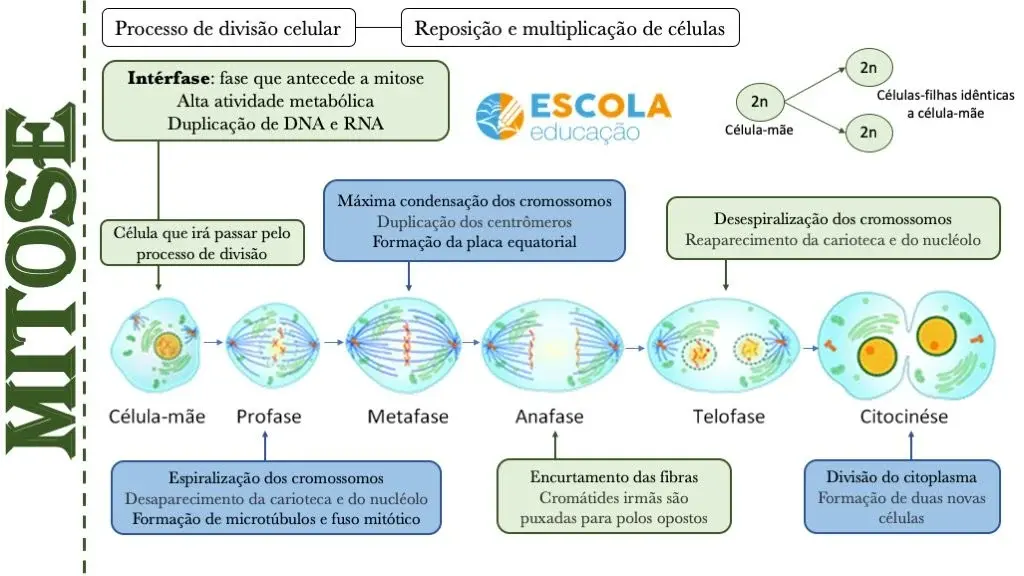 MITOSE
Processo de divisão celular
Reposição e multiplicação de células
Intérfase: fase que antecede a mitose
Alta atividade metabólica
Duplicação de DNA e RNA
ESCOLA
educação
2n
Célula-mãe
2n
2n
Células-filhas idênticas
a célula-mãe
Célula que irá passar pelo
processo de divisão
Máxima condensação dos cromossomos
Duplicação dos centrômeros
Formação da placa equatorial
Desespiralização dos cromossomos
Reaparecimento da carioteca e do nucléolo
Célula-mãe
Profase
Metafase
Anafase
Telofase
Citocinése
Espiralização dos cromossomos
Desaparecimento da carioteca e do nucléolo
Formação de microtúbulos e fuso mitótico
Encurtamento das fibras
Cromátides irmãs são
puxadas para polos opostos
Divisão do citoplasma
Formação de duas novas
células